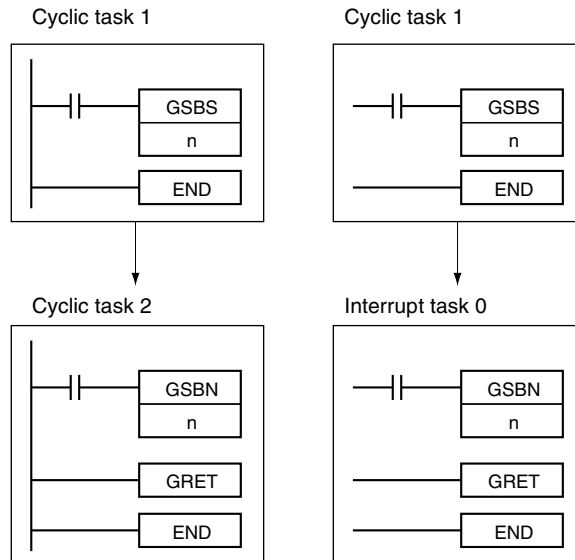 Cyclic task 1
GSBS
n
END
Cyclic task 1
GSBS
n
END
Cyclic task 2
GSBN
n
GRET
END
Interrupt task 0
GSBN
n
GRET
END